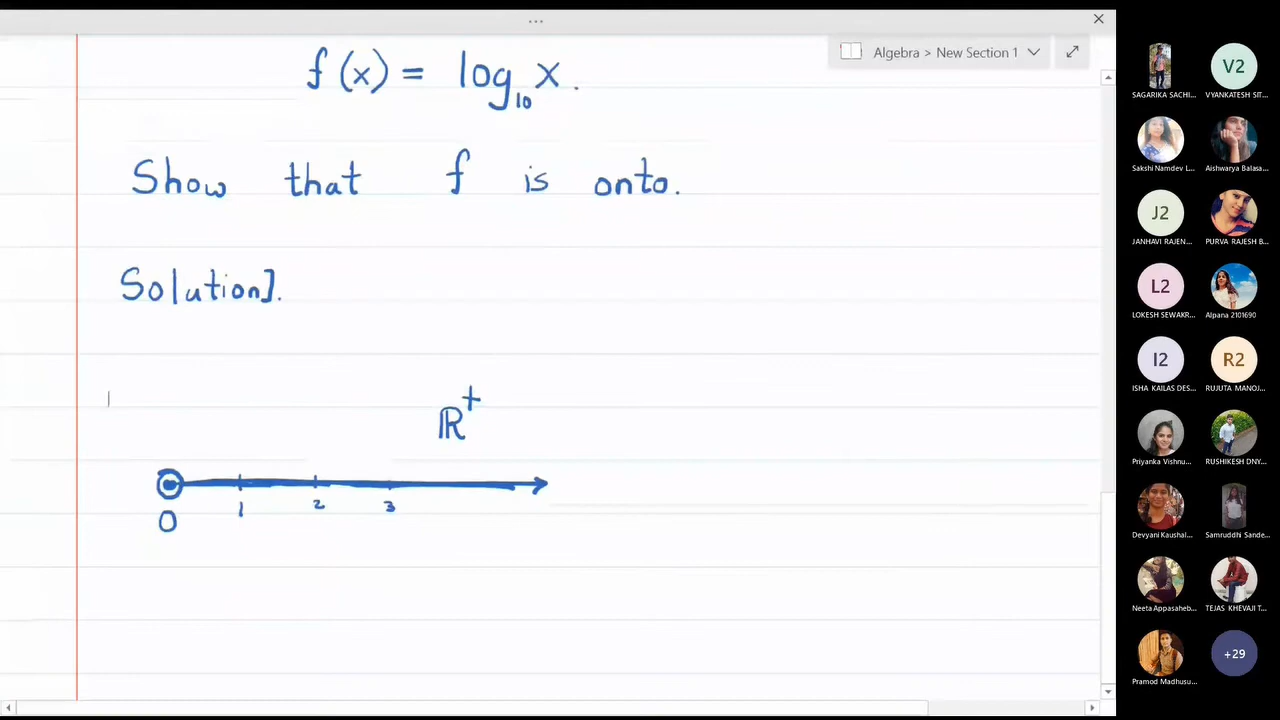 f(x) = log₁₀ x.
Algebra > New Section 1
Show that f is onto.
Solution].
ℝ⁺
0 1 2 3
SAGARIKA SACHI...
V2
VYANKATESH SIT...
Sakshi Namdev L...
Aishwarya Balasa...
J2
JANHAVI RAJEN...
PURVA RAJESH B...
L2
LOKESH SEWAKR...
Alpana 2101690
I2
ISHA KAILAS DES...
R2
RUJUTA MANOJ...
Priyanka Vishnu...
RUSHIKESH DNY...
Devyani Kaushal...
Samruddhi Sande...
Neeta Appasaheb...
TEJAS KHEVAJI T...
Pramod Madhusu...
+29